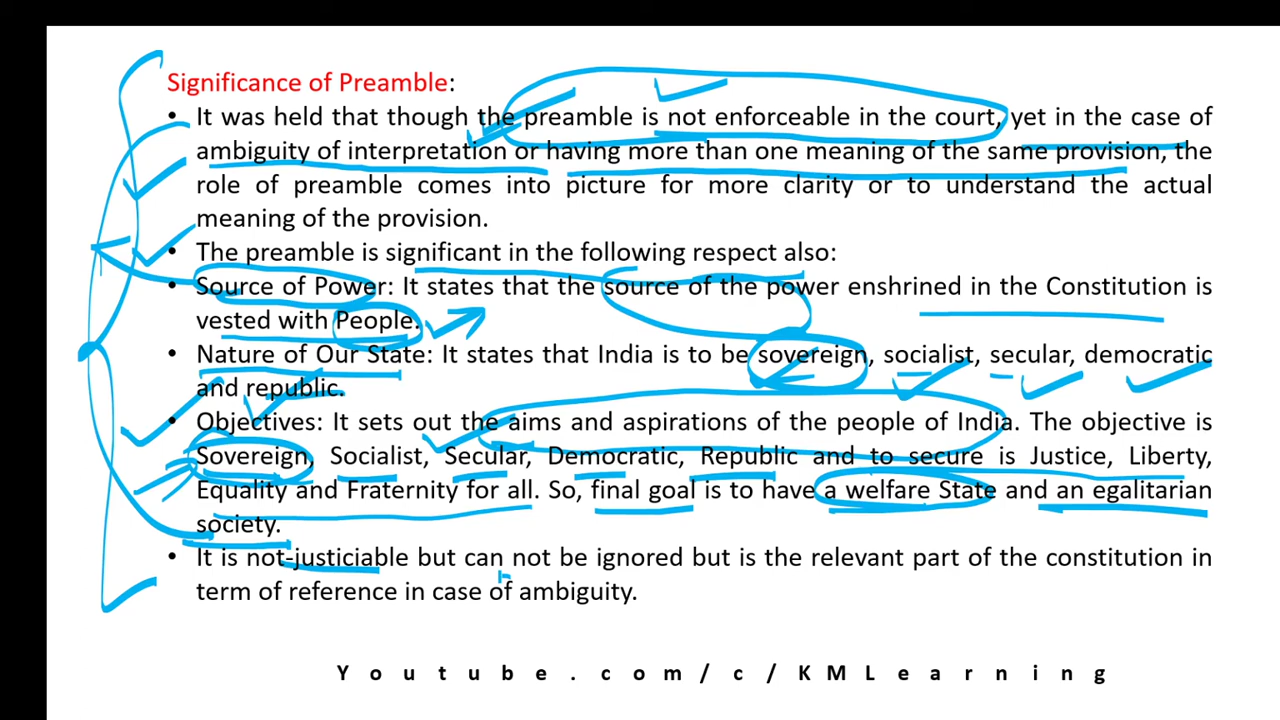 Significance of Preamble:
• It was held that though the preamble is not enforceable in the court, yet in the case of
ambiguity of interpretation or having more than one meaning of the same provision, the
role of preamble comes into picture for more clarity or to understand the actual
meaning of the provision.
• The preamble is significant in the following respect also:
• Source of Power: It states that the source of the power enshrined in the Constitution is
vested with People.
• Nature of Our State: It states that India is to be sovereign, socialist, secular, democratic
and republic.
• Objectives: It sets out the aims and aspirations of the people of India. The objective is
Sovereign, Socialist, Secular, Democratic, Republic and to secure is Justice, Liberty,
Equality and Fraternity for all. So, final goal is to have a welfare State and an egalitarian
society.
• It is not-justiciable but can not be ignored but is the relevant part of the constitution in
term of reference in case of ambiguity.
Youtube.com/c/KMLearning